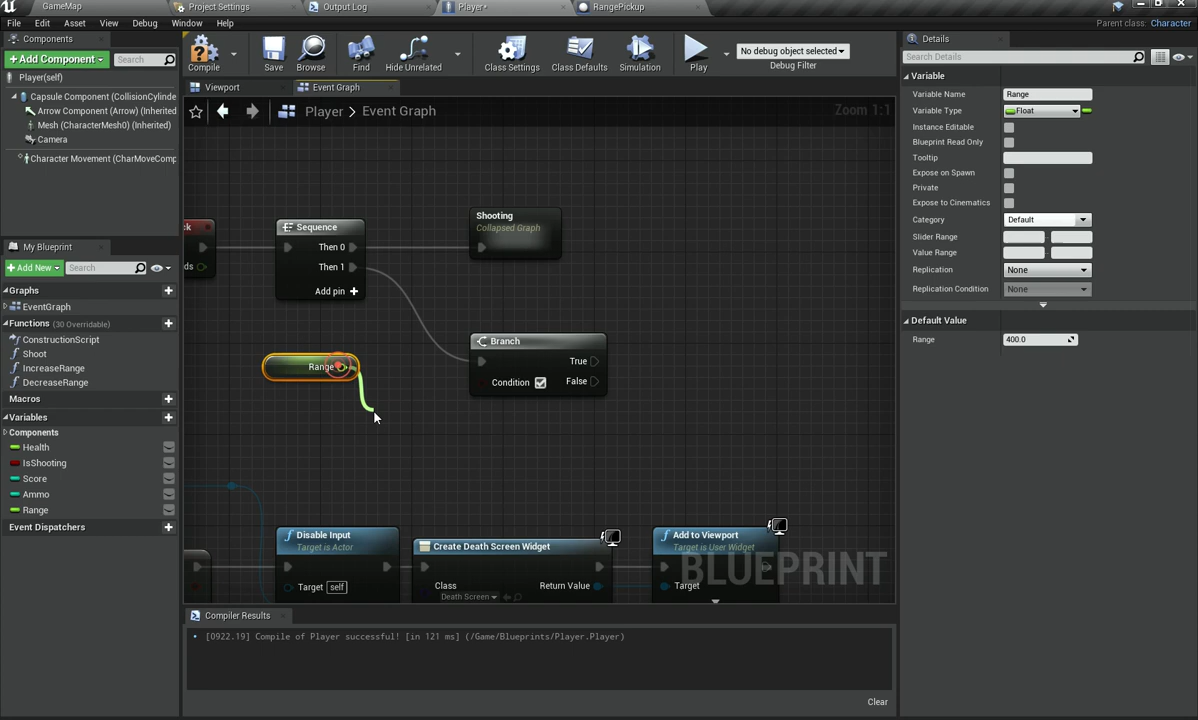 GameMap
Project Settings
Output Log
Player*
RangePickup
File Edit Asset View Debug Window Help
Parent class: Character
Components
+ Add Component
Search
Player(self)
Capsule Component (CollisionCylinde
Arrow Component (Arrow) (Inherited
Mesh (CharacterMesh0) (Inherited)
Camera
Character Movement (CharMoveComp
My Blueprint
+ Add New
Search
Graphs
EventGraph
Functions (30 Overridable)
ConstructionScript
Shoot
IncreaseRange
DecreaseRange
Macros
Variables
Components
Health
IsShooting
Score
Ammo
Range
Event Dispatchers
Compile
Save
Browse
Find
Hide Unrelated
Class Settings
Class Defaults
Simulation
Play
No debug object selected
Debug Filter
Viewport
Event Graph
Player > Event Graph
Zoom 1:1
ck
ds
Sequence
Then 0
Then 1
Add pin +
Shooting
Collapsed Graph
Range
Branch
True
Condition
False
Disable Input
Target is Actor
Target self
Create Death Screen Widget
Class
Return Value
Death Screen
Add to Viewport
Target is User Widget
Target
BLUEPRINT
Compiler Results
• [0922.19] Compile of Player successful! [in 121 ms] (/Game/Blueprints/Player.Player)
Clear
Details
Search Details
Variable
Variable Name Range
Variable Type Float
Instance Editable
Blueprint Read Only
Tooltip
Expose on Spawn
Private
Expose to Cinematics
Category Default
Slider Range
Value Range
Replication None
Replication Condition None
Default Value
Range 400.0